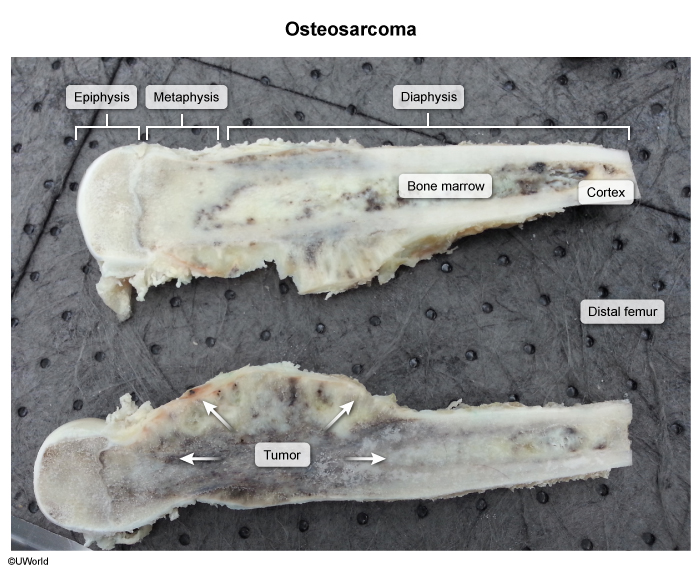 Osteosarcoma
Epiphysis
Metaphysis
Diaphysis
Bone marrow
Cortex
Distal femur
Tumor
©UWorld